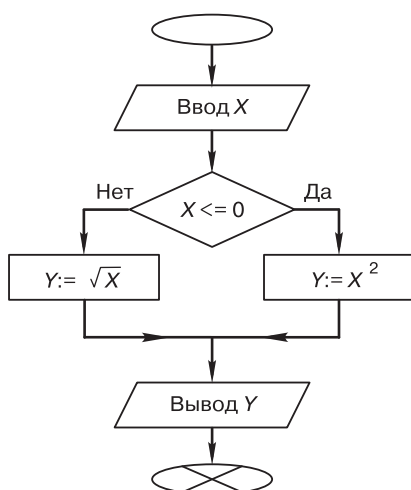 Ввод X
Нет
Да
X <= 0
Y:= √X
Y:= X²
Вывод Y